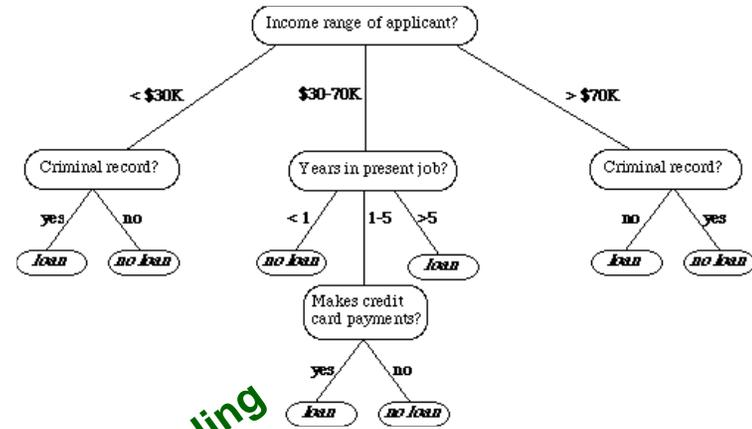 Income range of applicant?
< $30K
$30-70K
> $70K
Criminal record?
Years in present job?
Criminal record?
yes
no
< 1
1-5
>5
no
yes
loan
no loan
no loan
loan
loan
no loan
Makes credit
card payments?
yes
no
loan
no loan